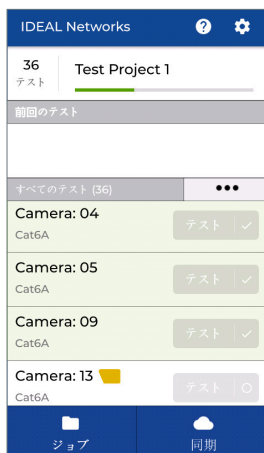 IDEAL Networks
36
テスト
Test Project 1
前回のテスト
すべてのテスト (36)
Camera: 04
Cat6A
テスト
Camera: 05
Cat6A
テスト
Camera: 09
Cat6A
テスト
Camera: 13
Cat6A
テスト
ジョブ
同期